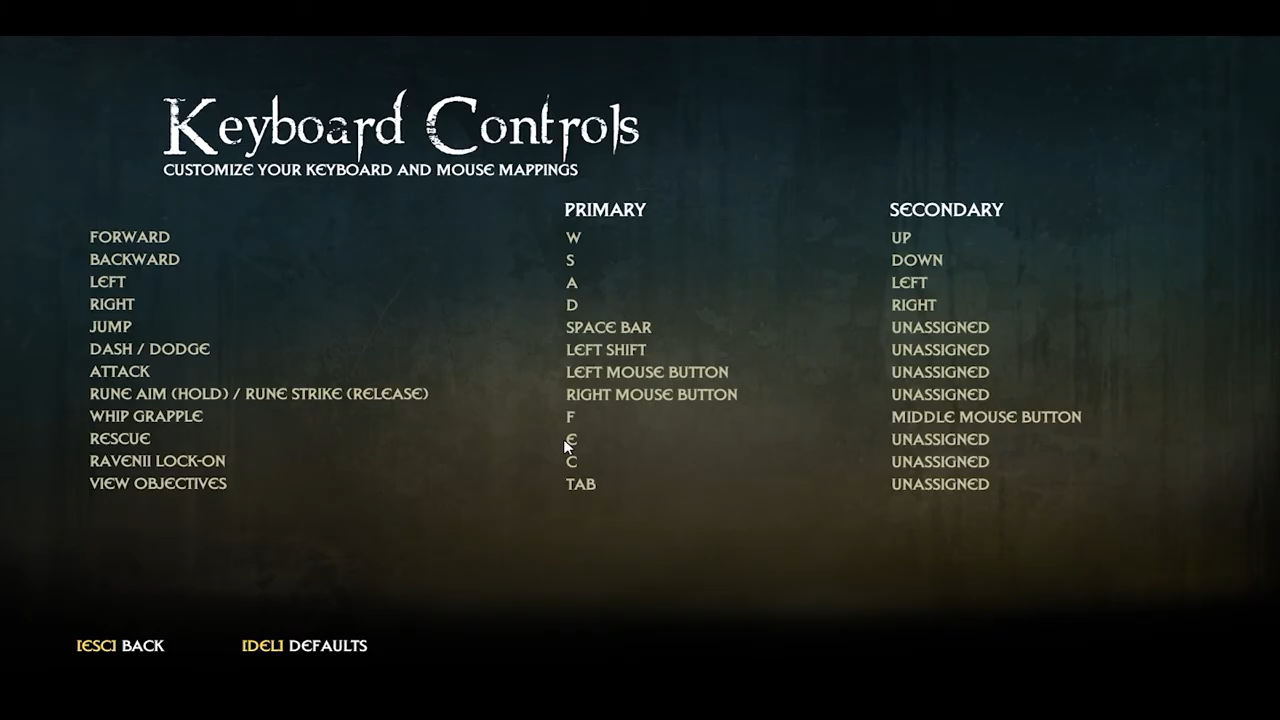 Keyboard Controls
CUSTOMIZE YOUR KEYBOARD AND MOUSE MAPPINGS
PRIMARY SECONDARY
FORWARD W UP
BACKWARD S DOWN
LEFT A LEFT
RIGHT D RIGHT
JUMP SPACE BAR UNASSIGNED
DASH / DODGE LEFT SHIFT UNASSIGNED
ATTACK LEFT MOUSE BUTTON UNASSIGNED
RUNE AIM (HOLD) / RUNE STRIKE (RELEASE) RIGHT MOUSE BUTTON UNASSIGNED
WHIP GRAPPLE F MIDDLE MOUSE BUTTON
RESCUE E UNASSIGNED
RAVENII LOCK-ON C UNASSIGNED
VIEW OBJECTIVES TAB UNASSIGNED
[ESC] BACK [DEL] DEFAULTS